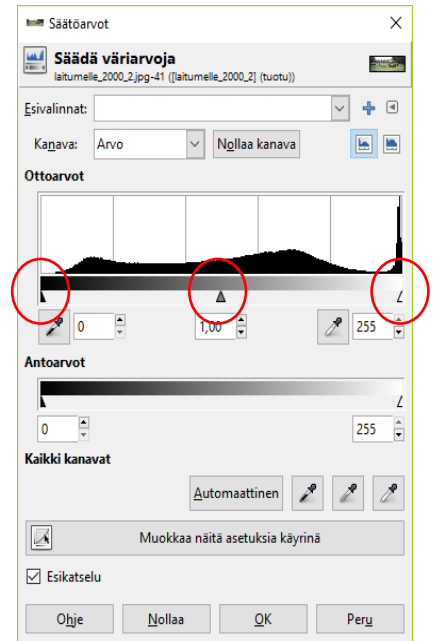 Säätöarvot
Säädä väriarvoja
laitumelle_2000_2.jpg-41 ([laitumelle_2000_2] (tuotu))
Esivalinnat:
Kanava: Arvo Nollaa kanava
Ottoarvot
0 1,00 255
Antoarvot
0 255
Kaikki kanavat
Automaattinen
Muokkaa näitä asetuksia käyrinä
Esikatselu
Ohje Nollaa OK Peru